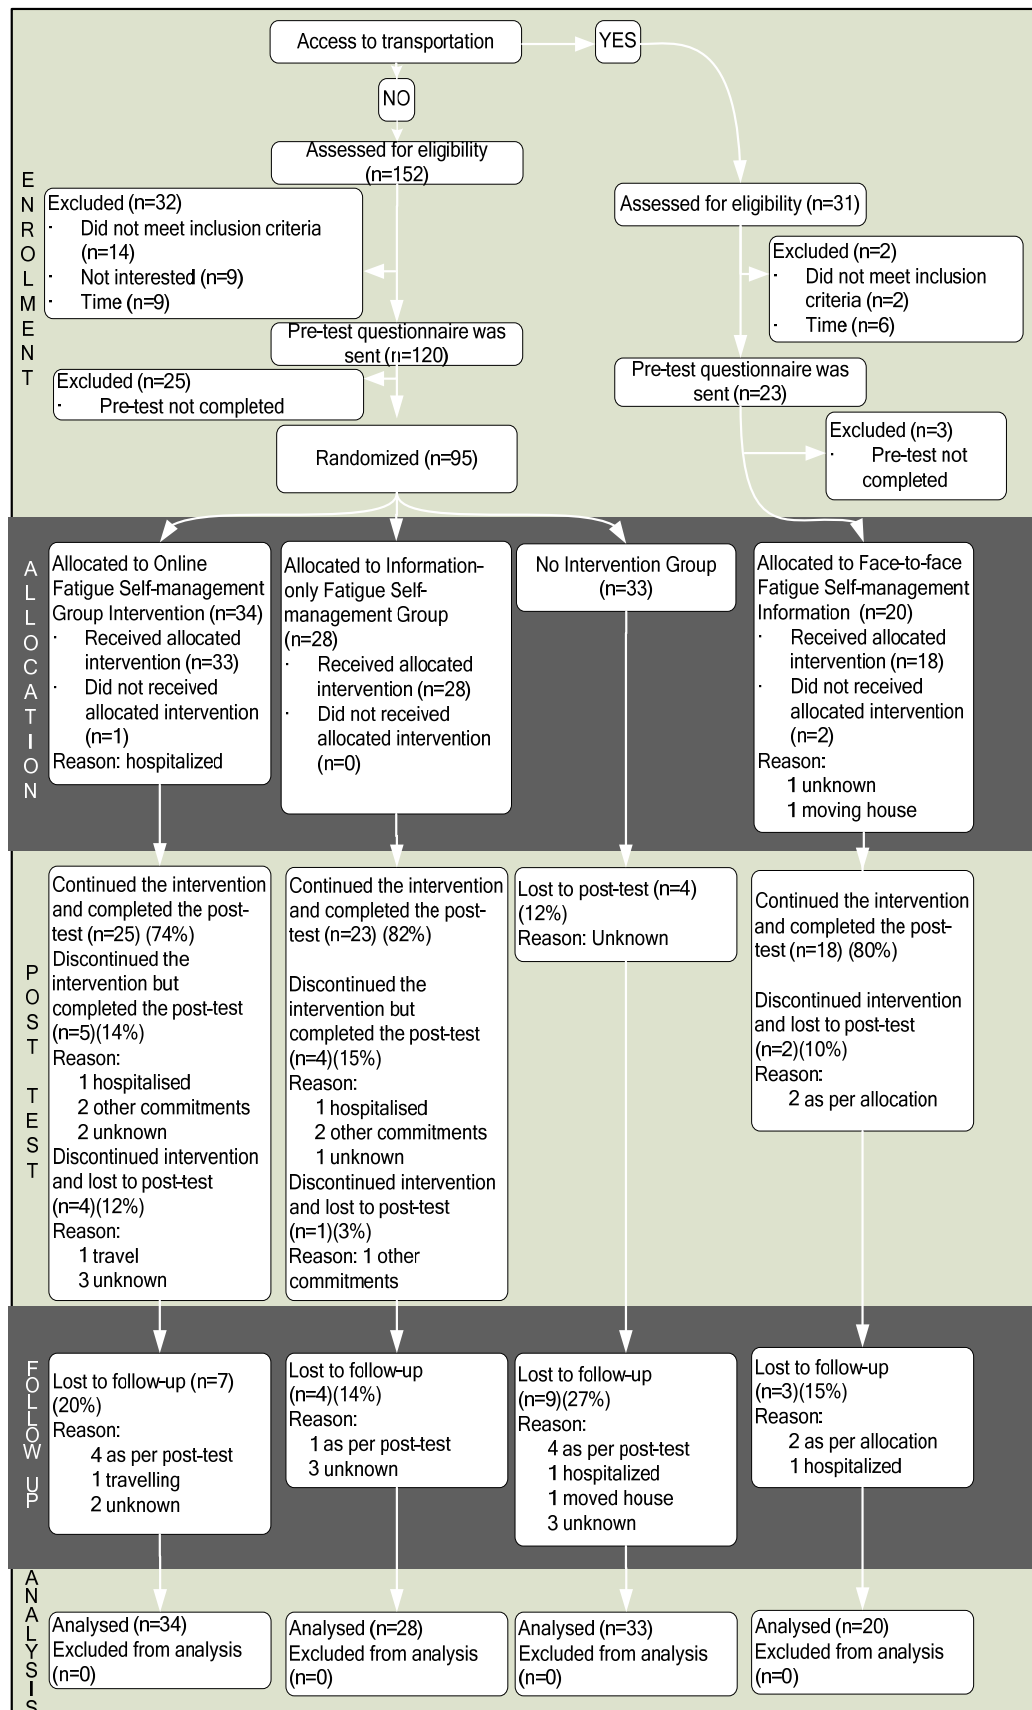 Access to transportation
YES
NO
Assessed for eligibility
(n=152)
Excluded (n=32)
· Did not meet inclusion criteria
(n=14)
· Not interested (n=9)
· Time (n=9)
Pre-test questionnaire was
sent (n=120)
Excluded (n=25)
· Pre-test not completed
Randomized (n=95)
Assessed for eligibility (n=31)
Excluded (n=2)
· Did not meet inclusion
criteria (n=2)
· Time (n=6)
Pre-test questionnaire was
sent (n=23)
Excluded (n=3)
· Pre-test not
completed
ENROLMENT
ALLOCATION
Allocated to Online
Fatigue Self-management
Group Intervention (n=34)
· Received allocated
intervention (n=33)
· Did not received
allocated intervention
(n=1)
Reason: hospitalized
Allocated to Information-
only Fatigue Self-
management Group
(n=28)
· Received allocated
intervention (n=28)
· Did not received
allocated intervention
(n=0)
No Intervention Group
(n=33)
Allocated to Face-to-face
Fatigue Self-management
Information (n=20)
· Received allocated
intervention (n=18)
· Did not received
allocated intervention
(n=2)
Reason:
1 unknown
1 moving house
POST TEST
Continued the intervention
and completed the post-
test (n=25) (74%)
Discontinued the
intervention but
completed the post-test
(n=5)(14%)
Reason:
1 hospitalised
2 other commitments
2 unknown
Discontinued intervention
and lost to post-test
(n=4)(12%)
Reason:
1 travel
3 unknown
Continued the intervention
and completed the post-
test (n=23) (82%)
Discontinued the
intervention but
completed the post-test
(n=4)(15%)
Reason:
1 hospitalised
2 other commitments
1 unknown
Discontinued intervention
and lost to post-test
(n=1)(3%)
Reason: 1 other
commitments
Lost to post-test (n=4)
(12%)
Reason: Unknown
Continued the intervention
and completed the post-
test (n=18) (80%)
Discontinued intervention
and lost to post-test
(n=2)(10%)
Reason:
2 as per allocation
FOLLOW UP
Lost to follow-up (n=7)
(20%)
Reason:
4 as per post-test
1 travelling
2 unknown
Lost to follow-up
(n=4)(14%)
Reason:
1 as per post-test
3 unknown
Lost to follow-up
(n=9)(27%)
Reason:
4 as per post-test
1 hospitalized
1 moved house
3 unknown
Lost to follow-up
(n=3)(15%)
Reason:
2 as per allocation
1 hospitalized
ANALYSIS
Analysed (n=34)
Excluded from analysis
(n=0)
Analysed (n=28)
Excluded from analysis
(n=0)
Analysed (n=33)
Excluded from analysis
(n=0)
Analysed (n=20)
Excluded from analysis
(n=0)